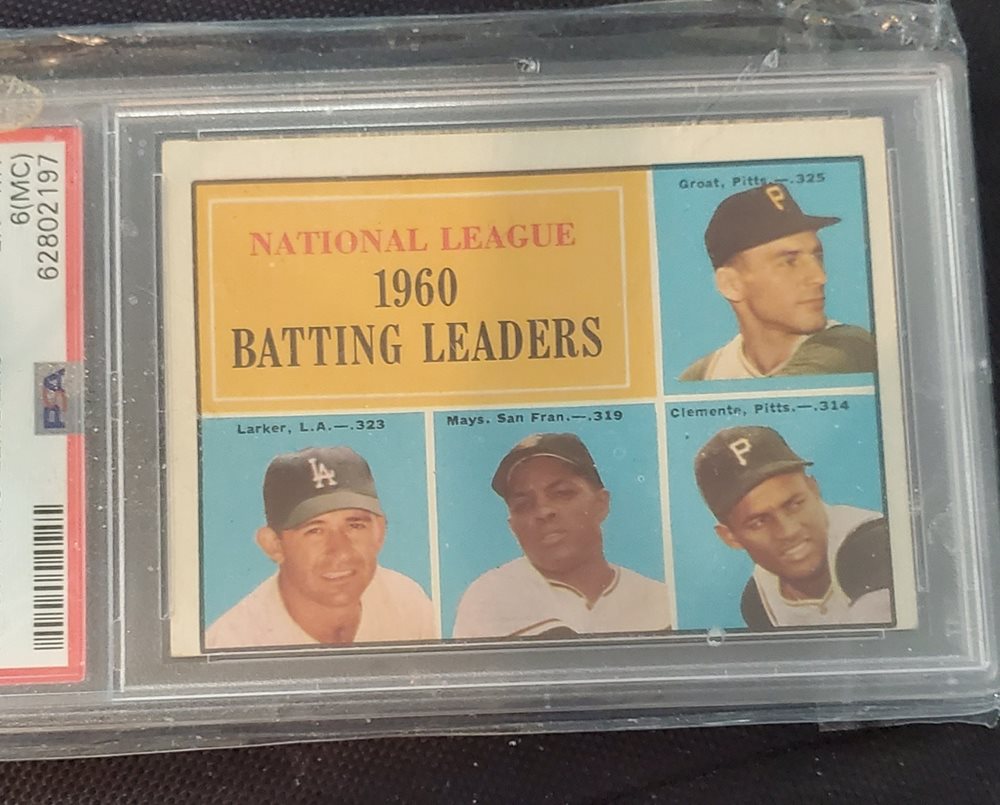 NATIONAL LEAGUE
1960
BATTING LEADERS
Groat, Pitts.—.325
P
Larker, L.A.—.323
LA
Mays. San Fran.—.319
Clemente, Pitts.—.314
P
6(MC)
62802197
PSA